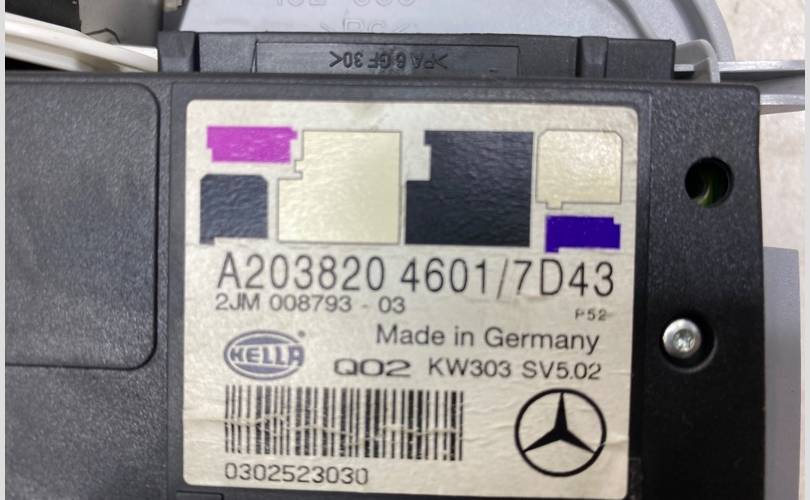 >PA 6 GF 30<
A203820 4601/7D43
2JM 008793 - 03
P52
Made in Germany
HELLA
Q02 KW303 SV5.02
0302523030